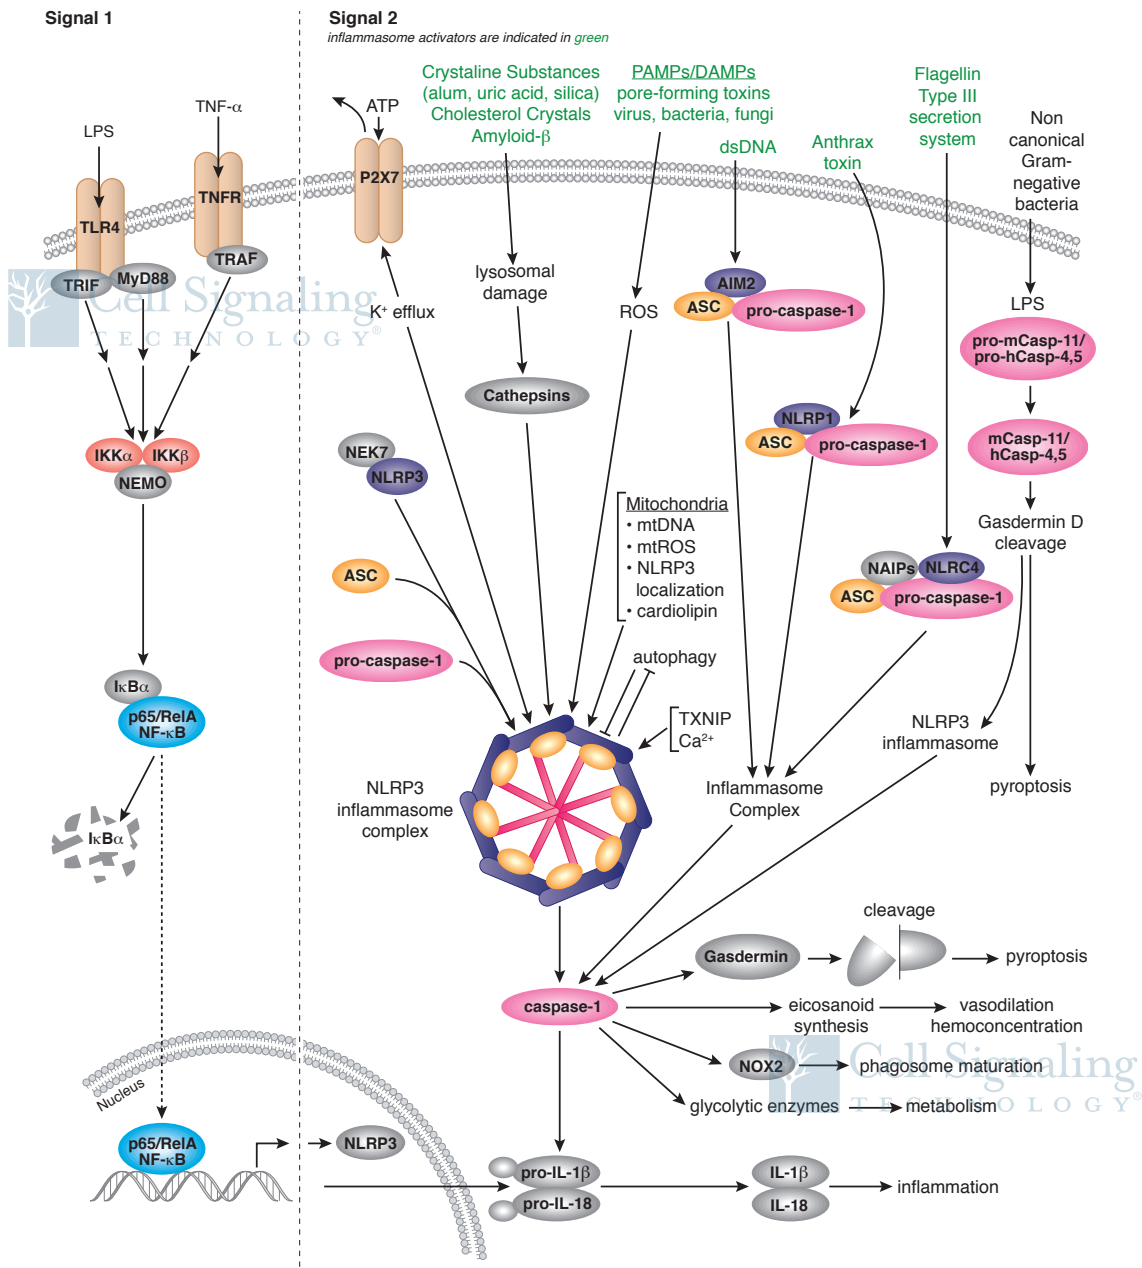 Signal 1
Signal 2
inflammasome activators are indicated in green
LPS
TNF-α
TLR4
TNFR
TRIF
MyD88
TRAF
IKKα
IKKβ
NEMO
IκBα
p65/RelA
NF-κB
IκBα
Nucleus
p65/RelA
NF-κB
NLRP3
ATP
P2X7
K⁺ efflux
Crystaline Substances
(alum, uric acid, silica)
Cholesterol Crystals
Amyloid-β
lysosomal
damage
Cathepsins
PAMPs/DAMPs
pore-forming toxins
virus, bacteria, fungi
ROS
dsDNA
AIM2
ASC
pro-caspase-1
Anthrax
toxin
NLRP1
ASC
pro-caspase-1
Flagellin
Type III
secretion
system
NAIPs
NLRC4
ASC
pro-caspase-1
Non
canonical
Gram-
negative
bacteria
LPS
pro-mCasp-11/
pro-hCasp-4,5
mCasp-11/
hCasp-4,5
Gasdermin D
cleavage
NLRP3
inflammasome
pyroptosis
NEK7
NLRP3
ASC
pro-caspase-1
Mitochondria
• mtDNA
• mtROS
• NLRP3
localization
• cardiolipin
autophagy
TXNIP
Ca²⁺
NLRP3
inflammasome
complex
Inflammasome
Complex
caspase-1
Gasdermin
cleavage
pyroptosis
eicosanoid
synthesis
vasodilation
hemoconcentration
NOX2
phagosome maturation
glycolytic enzymes
metabolism
pro-IL-1β
pro-IL-18
IL-1β
IL-18
inflammation
Cell Signaling
TECHNOLOGY®
Cell Signaling
TECHNOLOGY®